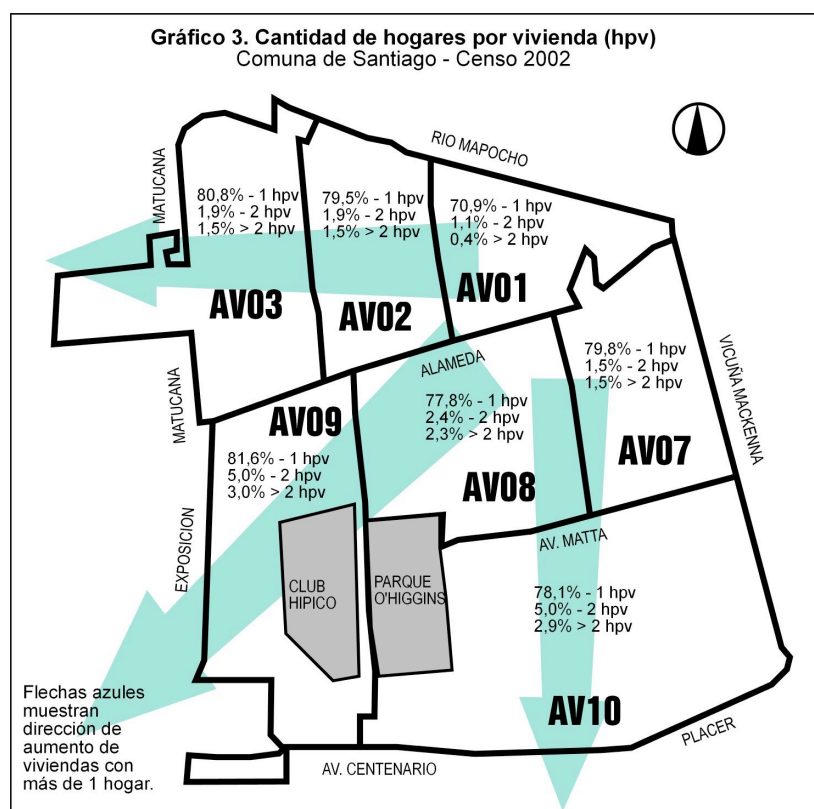 Gráfico 3. Cantidad de hogares por vivienda (hpv)
Comuna de Santiago - Censo 2002
RIO MAPOCHO
MATUCANA
80,8% - 1 hpv
1,9% - 2 hpv
1,5% > 2 hpv
79,5% - 1 hpv
1,9% - 2 hpv
1,5% > 2 hpv
70,9% - 1 hpv
1,1% - 2 hpv
0,4% > 2 hpv
AV03
AV02
AV01
ALAMEDA
VICUÑA MACKENNA
79,8% - 1 hpv
1,5% - 2 hpv
1,5% > 2 hpv
MATUCANA
AV09
77,8% - 1 hpv
2,4% - 2 hpv
2,3% > 2 hpv
81,6% - 1 hpv
5,0% - 2 hpv
3,0% > 2 hpv
AV08
AV07
EXPOSICION
AV. MATTA
CLUB
HIPICO
PARQUE
O'HIGGINS
78,1% - 1 hpv
5,0% - 2 hpv
2,9% > 2 hpv
AV10
PLACER
Flechas azules
muestran
dirección de
aumento de
viviendas con
más de 1 hogar.
AV. CENTENARIO